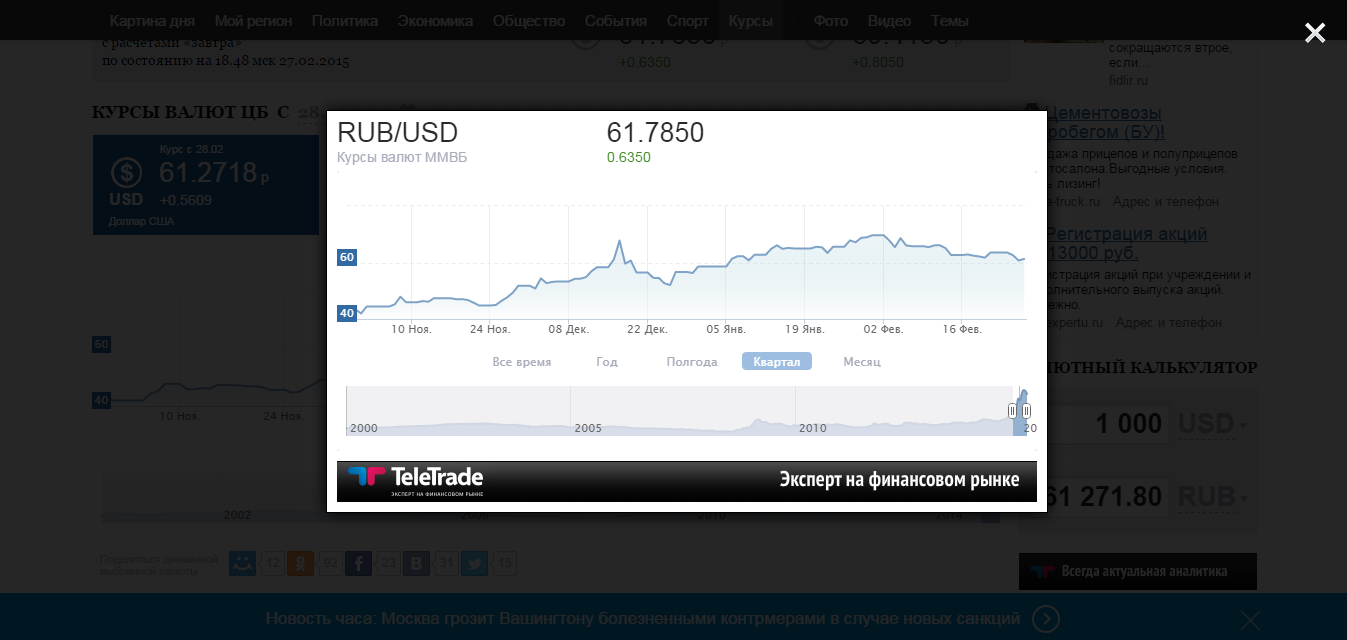 Картина дня Мой регион Политика Экономика Общество События Спорт Курсы Фото Видео Темы
с расчетами «завтра»
по состоянию на 18.48 мск 27.02.2015
+0.6350
+0.8050
сокращаются втрое,
если...
fidlir.ru
КУРСЫ ВАЛЮТ ЦБ С
Курс с 28.02
61.2718 р
USD +0.5609
Доллар США
60
40
10 Ноя. 24 Ноя.
2002
RUB/USD 61.7850
Курсы валют ММВБ 0.6350
60
40
10 Ноя. 24 Ноя. 08 Дек. 22 Дек. 05 Янв. 19 Янв. 02 Фев. 16 Фев.
Все время Год Полгода Квартал Месяц
2000 2005 2010 20
TeleTrade
ЭКСПЕРТ НА ФИНАНСОВОМ РЫНКЕ
Эксперт на финансовом рынке
Цементовозы
робегом (БУ)!
дажа прицепов и полуприцепов
тосалона.Выгодные условия.
ь лизинг!
a-truck.ru Адрес и телефон
Регистрация акций
13000 руб.
истрация акций при учреждении и
олнительного выпуска акций.
ежно.
expertu.ru Адрес и телефон
ЮТНЫЙ КАЛЬКУЛЯТОР
1 000 USD
61 271.80 RUB
Поделиться динамикой
выбранной валюты
12 92 23 31 15
Всегда актуальная аналитика
Новость часа: Москва грозит Вашингтону болезненными контрмерами в случае новых санкций